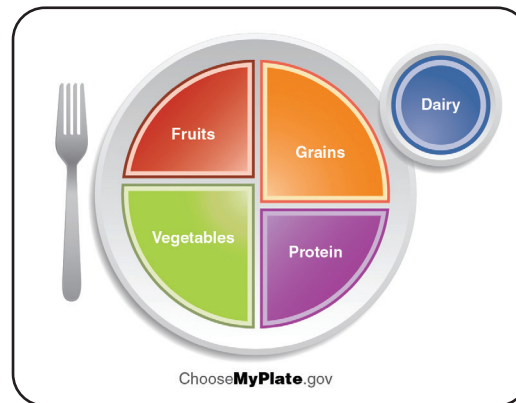 Fruits
Grains
Dairy
Vegetables
Protein
ChooseMyPlate.gov